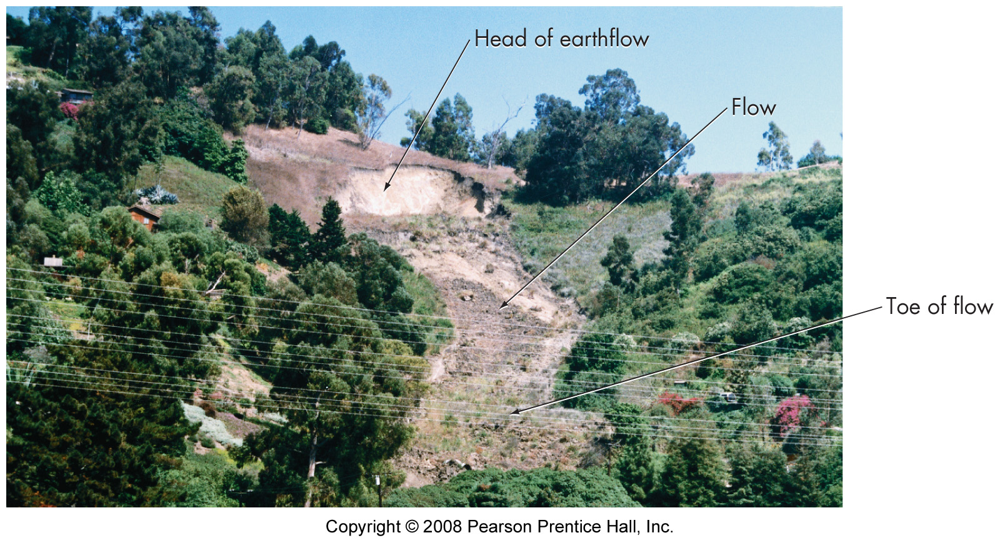 Head of earthflow
Flow
Toe of flow
Copyright © 2008 Pearson Prentice Hall, Inc.